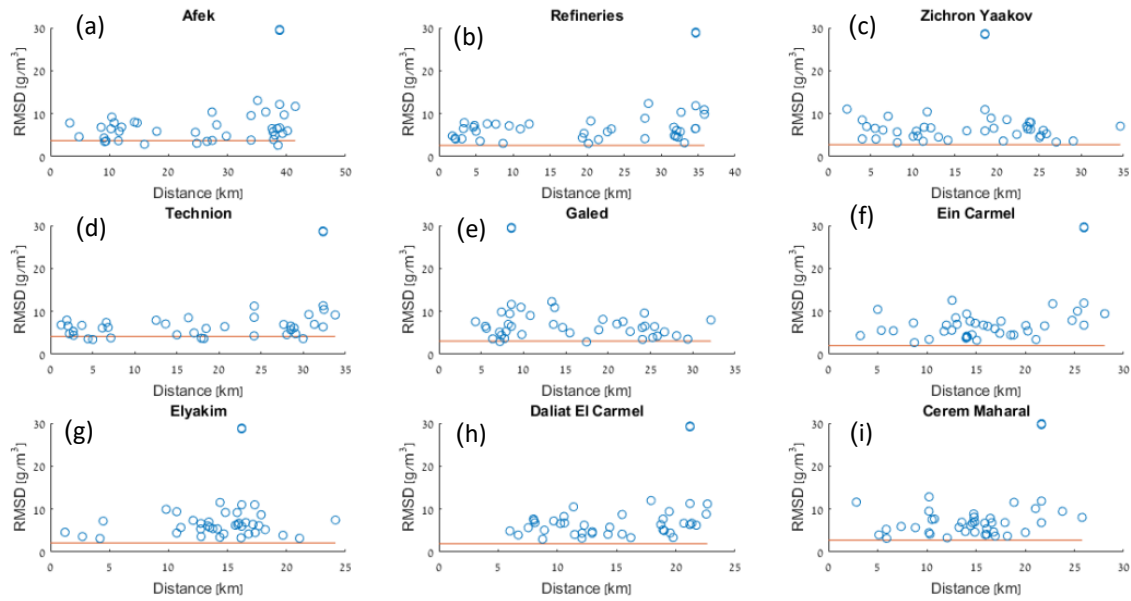 Afek
Refineries
Zichron Yaakov
(a)
(b)
(c)
30
20
10
0
RMSD [g/m³]
0 10 20 30 40 50
Distance [km]
30
20
10
0
RMSD [g/m³]
0 5 10 15 20 25 30 35 40
Distance [km]
30
20
10
0
RMSD [g/m³]
0 5 10 15 20 25 30 35
Distance [km]
Technion
Galed
Ein Carmel
(d)
(e)
(f)
30
20
10
0
RMSD [g/m³]
0 5 10 15 20 25 30 35
Distance [km]
30
20
10
0
RMSD [g/m³]
0 5 10 15 20 25 30 35
Distance [km]
30
20
10
0
RMSD [g/m³]
0 5 10 15 20 25 30
Distance [km]
Elyakim
Daliat El Carmel
Cerem Maharal
(g)
(h)
(i)
30
20
10
0
RMSD [g/m³]
0 5 10 15 20 25
Distance [km]
30
20
10
0
RMSD [g/m³]
0 5 10 15 20 25
Distance [km]
30
20
10
0
RMSD [g/m³]
0 5 10 15 20 25 30
Distance [km]